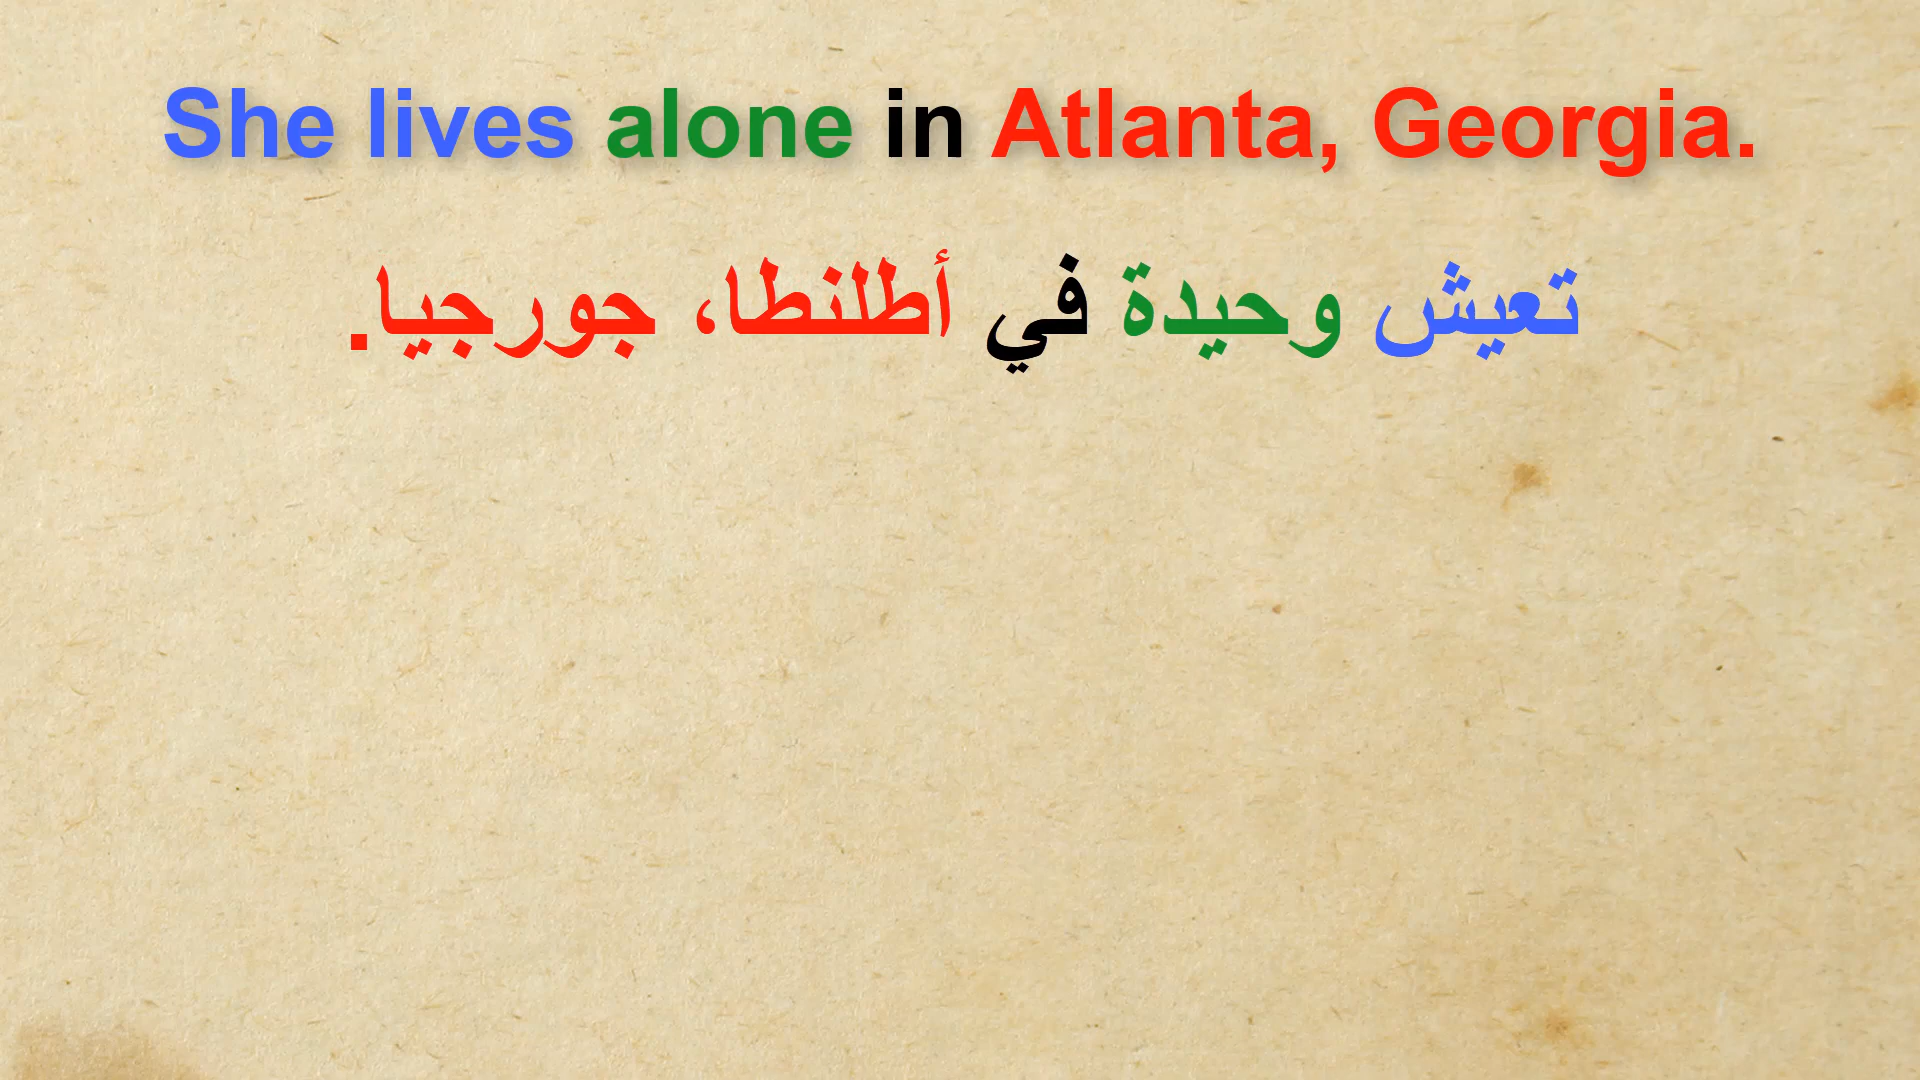 She lives alone in Atlanta, Georgia.
تعيش وحيدة في أطلنطا، جورجيا.